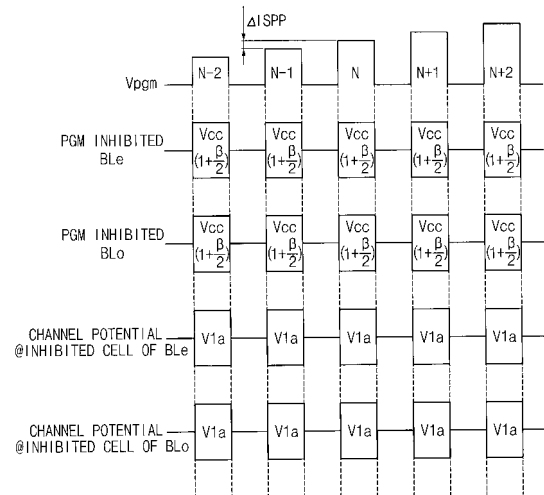 ΔISPP
Vpgm
N-2 N-1 N N+1 N+2
PGM INHIBITED
BLe
Vcc Vcc Vcc Vcc Vcc
(1+β/2) (1+β/2) (1+β/2) (1+β/2) (1+β/2)
PGM INHIBITED
BLo
Vcc Vcc Vcc Vcc Vcc
(1+β/2) (1+β/2) (1+β/2) (1+β/2) (1+β/2)
CHANNEL POTENTIAL
@INHIBITED CELL OF BLe
V1a V1a V1a V1a V1a
CHANNEL POTENTIAL
@INHIBITED CELL OF BLo
V1a V1a V1a V1a V1a